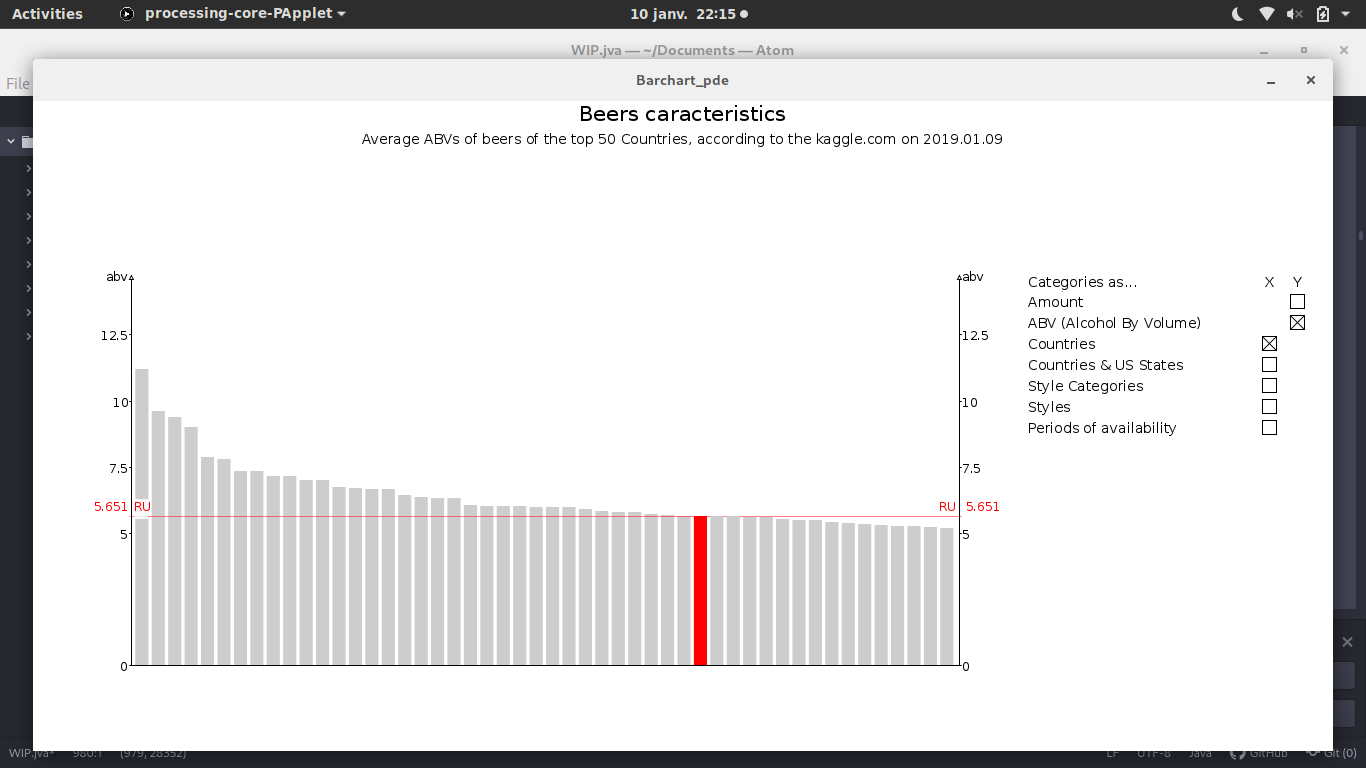 Activities processing-core-PApplet 10 janv. 22:15
WIP.jva — ~/Documents — Atom
File
Barchart_pde
Beers caracteristics
Average ABVs of beers of the top 50 Countries, according to the kaggle.com on 2019.01.09
abv abv
12.5 12.5
10 10
7.5 7.5
5.651 RU RU 5.651
5 5
0 0
Categories as... X Y
Amount
ABV (Alcohol By Volume)
Countries
Countries & US States
Style Categories
Styles
Periods of availability
WIP.jva* 980:1 (979, 28352) LF UTF-8 Java GitHub Git (0)